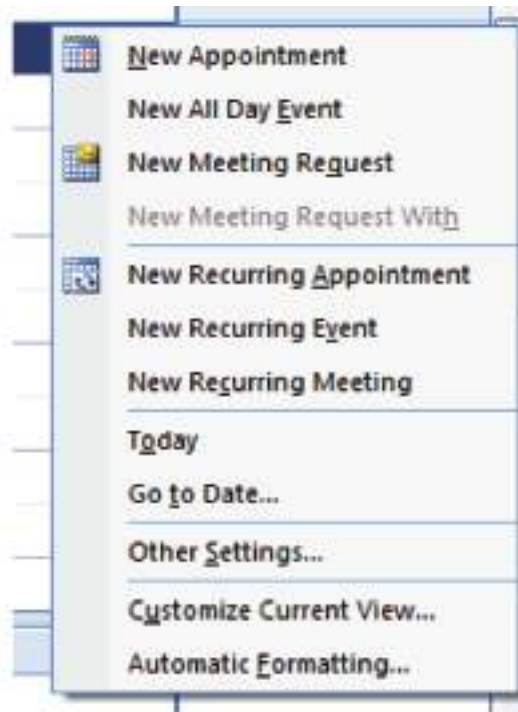 New Appointment
New All Day Event
New Meeting Request
New Meeting Request With
New Recurring Appointment
New Recurring Event
New Recurring Meeting
Today
Go to Date...
Other Settings...
Customize Current View...
Automatic Formatting...